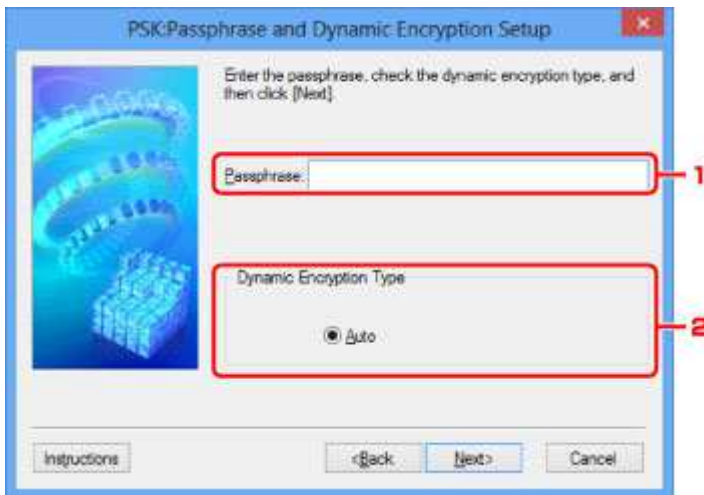 PSK:Passphrase and Dynamic Encryption Setup
Enter the passphrase, check the dynamic encryption type, and
then click [Next].
Passphrase:
1
Dynamic Encryption Type
Auto
2
Instructions
<Back
Next>
Cancel